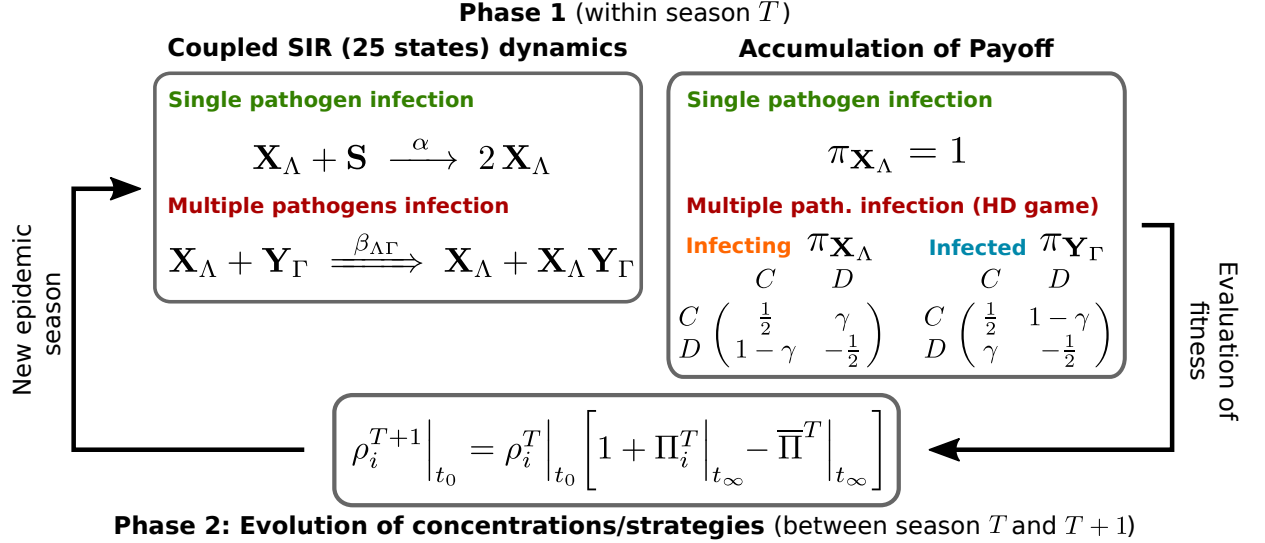 Phase 1 (within season T)
Coupled SIR (25 states) dynamics
Single pathogen infection
X_Λ + S —α→ 2 X_Λ
Multiple pathogens infection
X_Λ + Y_Γ =β_ΛΓ⇒ X_Λ + X_Λ Y_Γ
Accumulation of Payoff
Single pathogen infection
π_{X_Λ} = 1
Multiple path. infection (HD game)
Infecting π_{X_Λ}
C D
C ( 1/2 γ )
D ( 1 − γ −1/2 )
Infected π_{Y_Γ}
C D
C ( 1/2 1 − γ )
D ( γ −1/2 )
Evaluation of
fitness
ρ_i^{T+1}|_{t_0} = ρ_i^T|_{t_0} [ 1 + Π_i^T|_{t_∞} − Π̅^T|_{t_∞} ]
Phase 2: Evolution of concentrations/strategies (between season T and T + 1)
New epidemic
season